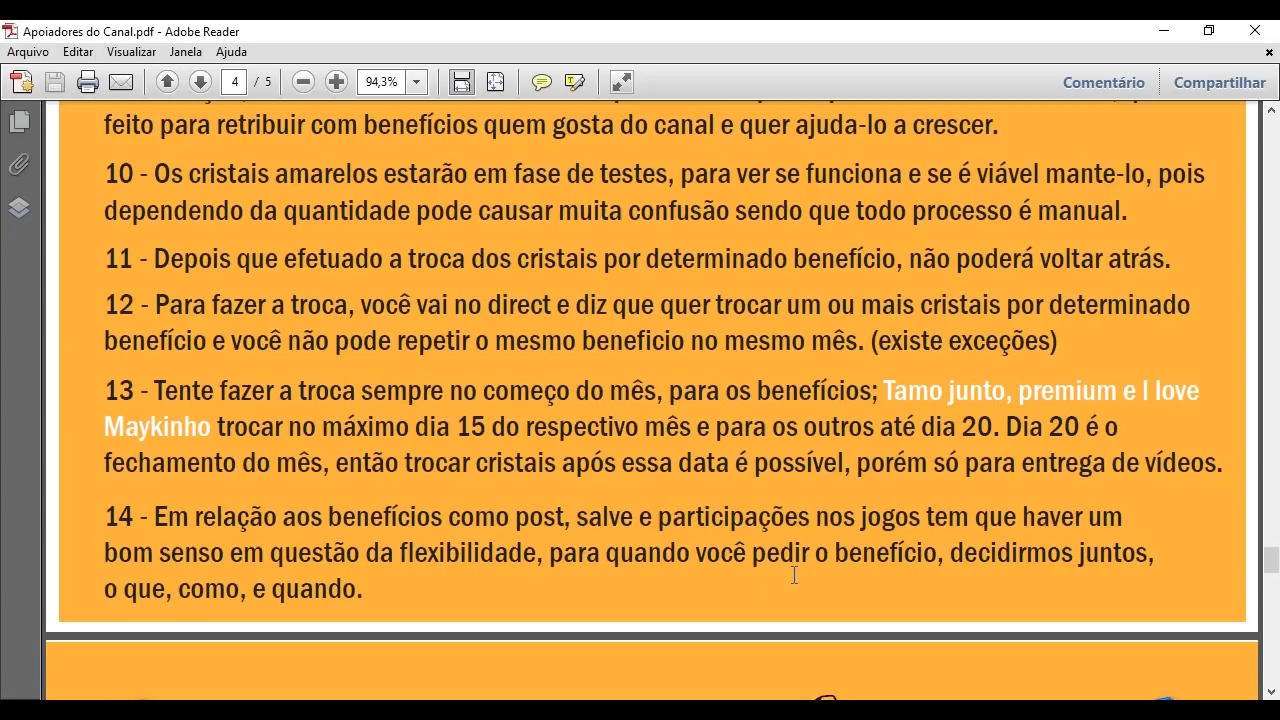 Apoiadores do Canal.pdf - Adobe Reader
Arquivo Editar Visualizar Janela Ajuda
4 / 5 94,3% Comentário Compartilhar
feito para retribuir com benefícios quem gosta do canal e quer ajuda-lo a crescer.
10 - Os cristais amarelos estarão em fase de testes, para ver se funciona e se é viável mante-lo, pois
dependendo da quantidade pode causar muita confusão sendo que todo processo é manual.
11 - Depois que efetuado a troca dos cristais por determinado benefício, não poderá voltar atrás.
12 - Para fazer a troca, você vai no direct e diz que quer trocar um ou mais cristais por determinado
benefício e você não pode repetir o mesmo beneficio no mesmo mês. (existe exceções)
13 - Tente fazer a troca sempre no começo do mês, para os benefícios; Tamo junto, premium e I love
Maykinho trocar no máximo dia 15 do respectivo mês e para os outros até dia 20. Dia 20 é o
fechamento do mês, então trocar cristais após essa data é possível, porém só para entrega de vídeos.
14 - Em relação aos benefícios como post, salve e participações nos jogos tem que haver um
bom senso em questão da flexibilidade, para quando você pedir o benefício, decidirmos juntos,
o que, como, e quando.